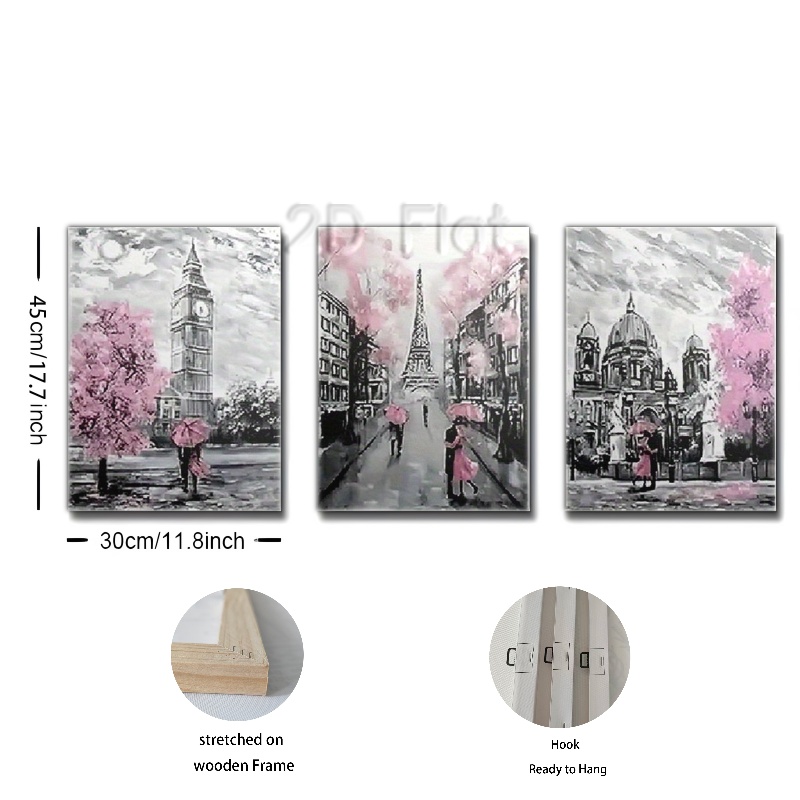 2D Flat
45cm/17.7inch
30cm/11.8inch
stretched on
wooden Frame
Hook
Ready to Hang